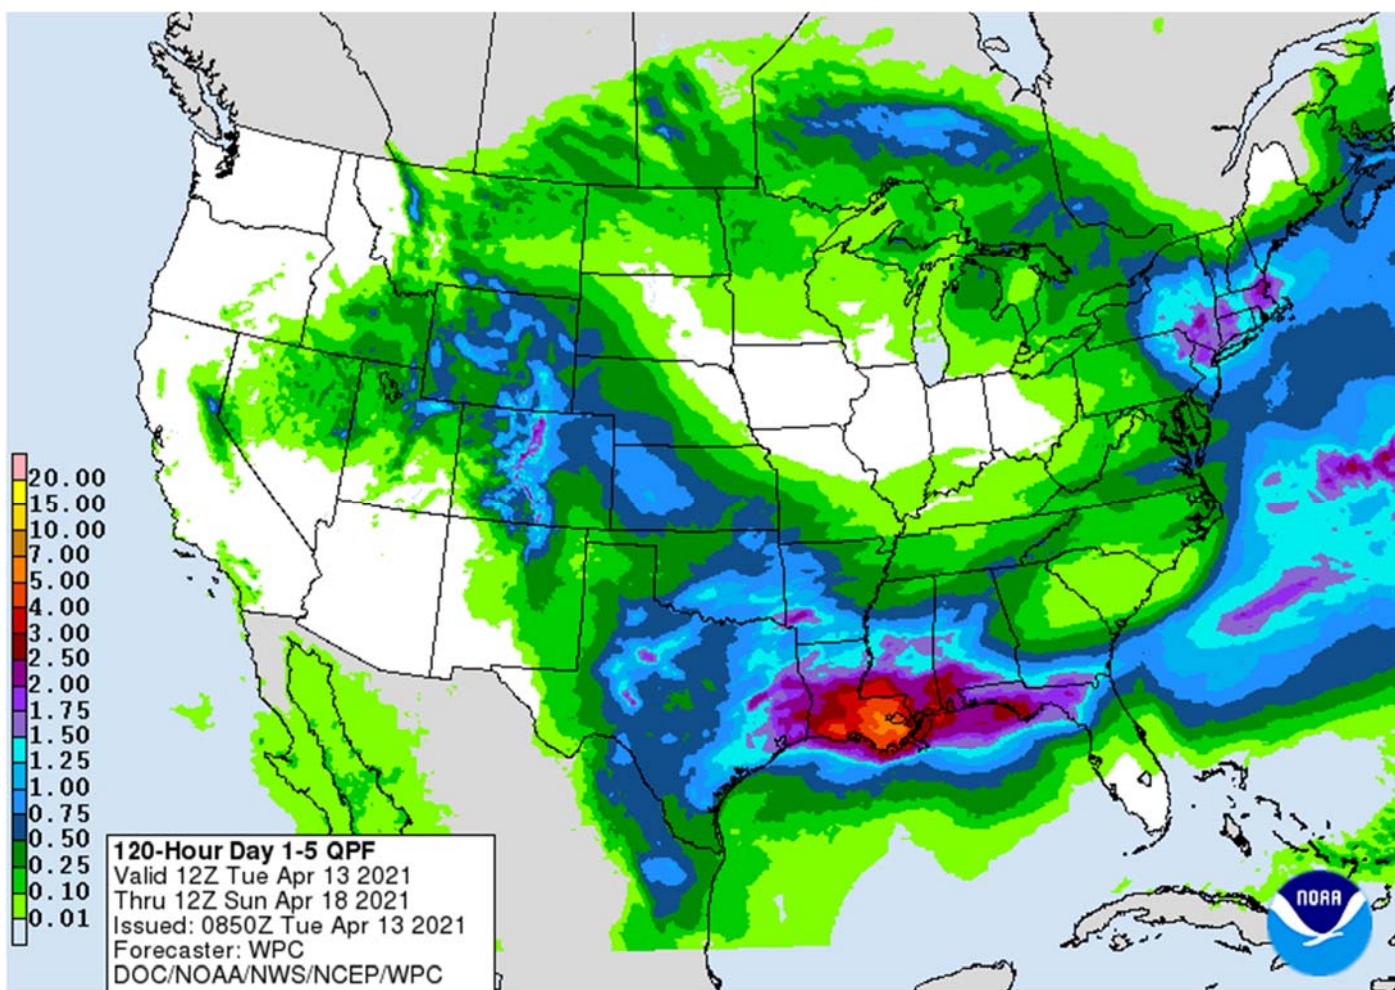 20.00
15.00
10.00
7.00
5.00
4.00
3.00
2.50
2.00
1.75
1.50
1.25
1.00
0.75
0.50
0.25
0.10
0.01
120-Hour Day 1-5 QPF
Valid 12Z Tue Apr 13 2021
Thru 12Z Sun Apr 18 2021
Issued: 0850Z Tue Apr 13 2021
Forecaster: WPC
DOC/NOAA/NWS/NCEP/WPC
NOAA